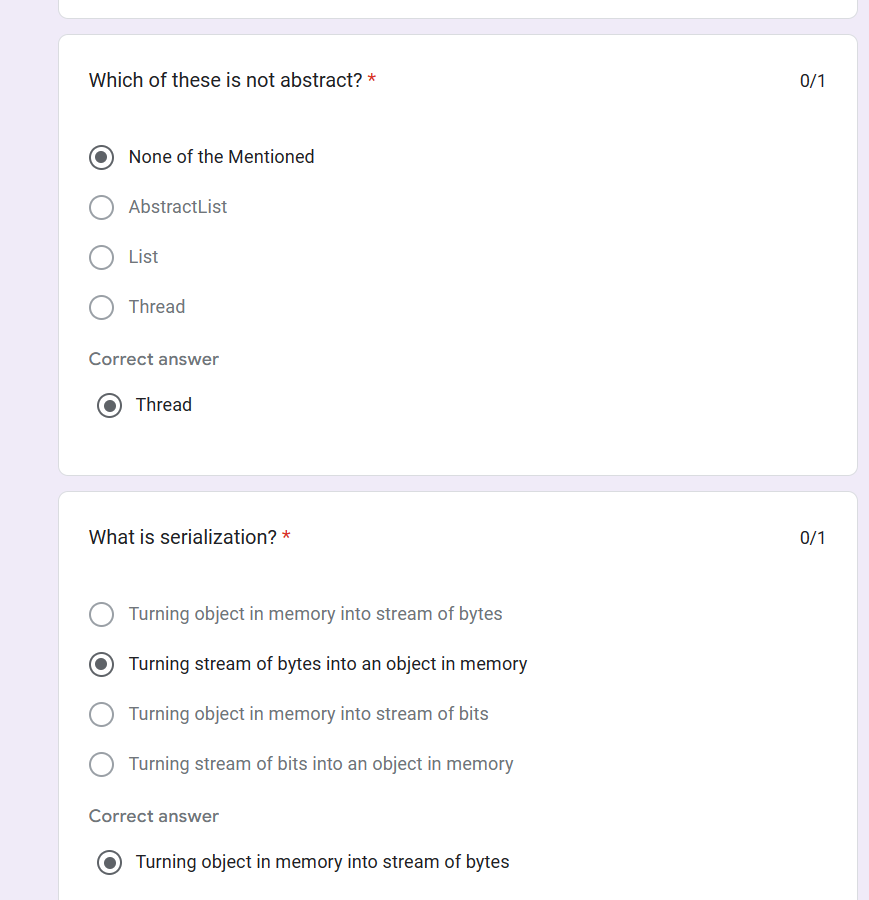 Which of these is not abstract? *
0/1
None of the Mentioned
AbstractList
List
Thread
Correct answer
Thread
What is serialization? *
0/1
Turning object in memory into stream of bytes
Turning stream of bytes into an object in memory
Turning object in memory into stream of bits
Turning stream of bits into an object in memory
Correct answer
Turning object in memory into stream of bytes